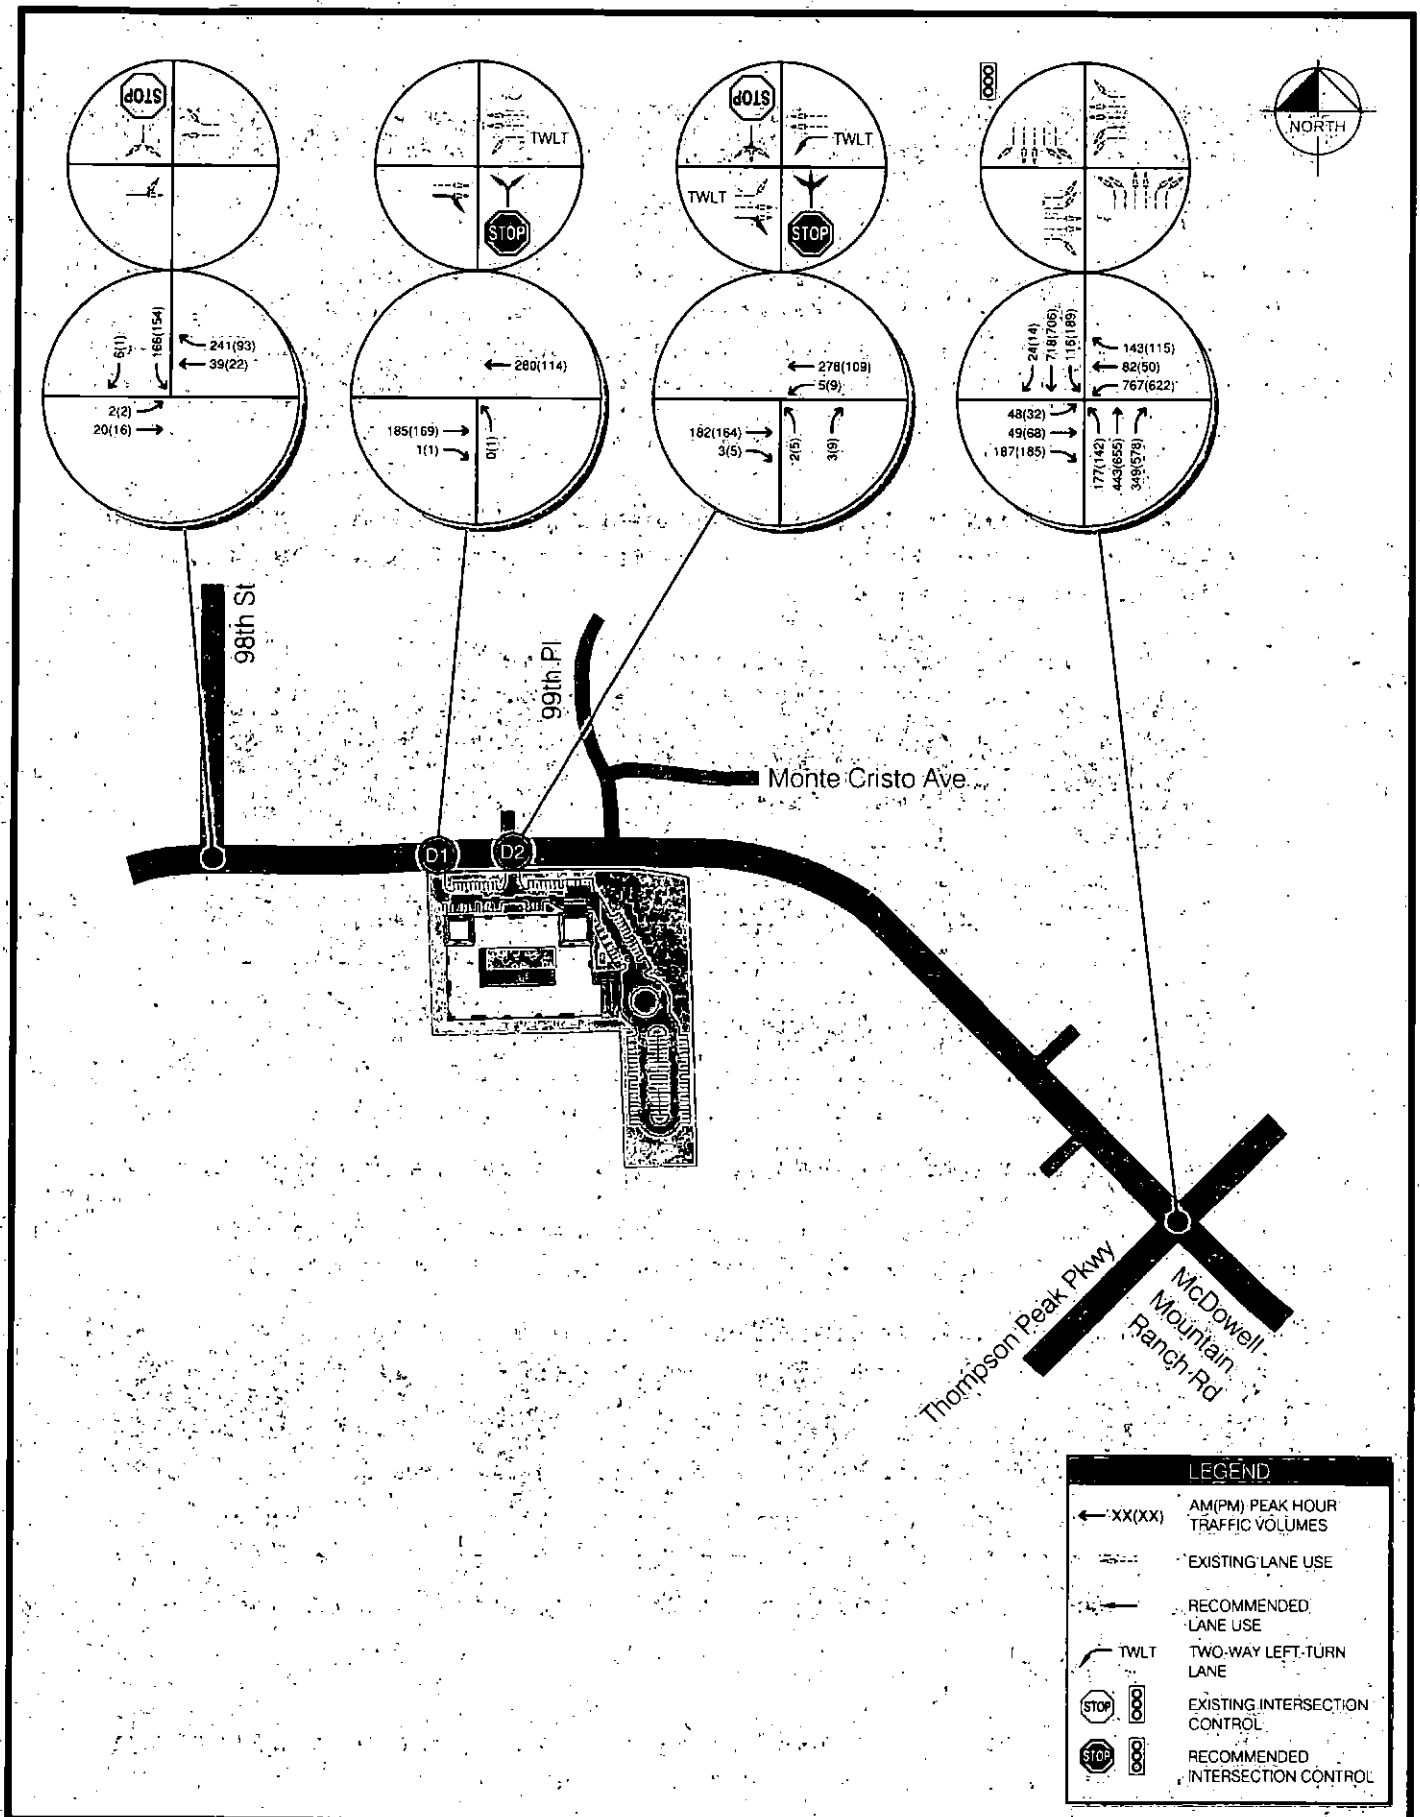 STOP
TWLT
STOP
STOP
TWLT
TWLT
STOP
NORTH
6(1)
166(154)
241(93)
39(22)
2(2)
20(16)
280(114)
185(169)
1(1)
0(1)
278(109)
5(9)
182(164)
3(5)
2(5)
3(9)
24(14)
718(706)
116(189)
143(115)
82(50)
767(622)
48(32)
49(68)
187(185)
177(142)
443(655)
349(578)
98th St
99th Pl
Monte Cristo Ave
D1
D2
Thompson Peak Pkwy
McDowell
Mountain
Ranch Rd
LEGEND
XX(XX)
AM(PM) PEAK HOUR
TRAFFIC VOLUMES
EXISTING LANE USE
RECOMMENDED
LANE USE
TWLT
TWO-WAY LEFT-TURN
LANE
STOP
EXISTING INTERSECTION
CONTROL
STOP
RECOMMENDED
INTERSECTION CONTROL